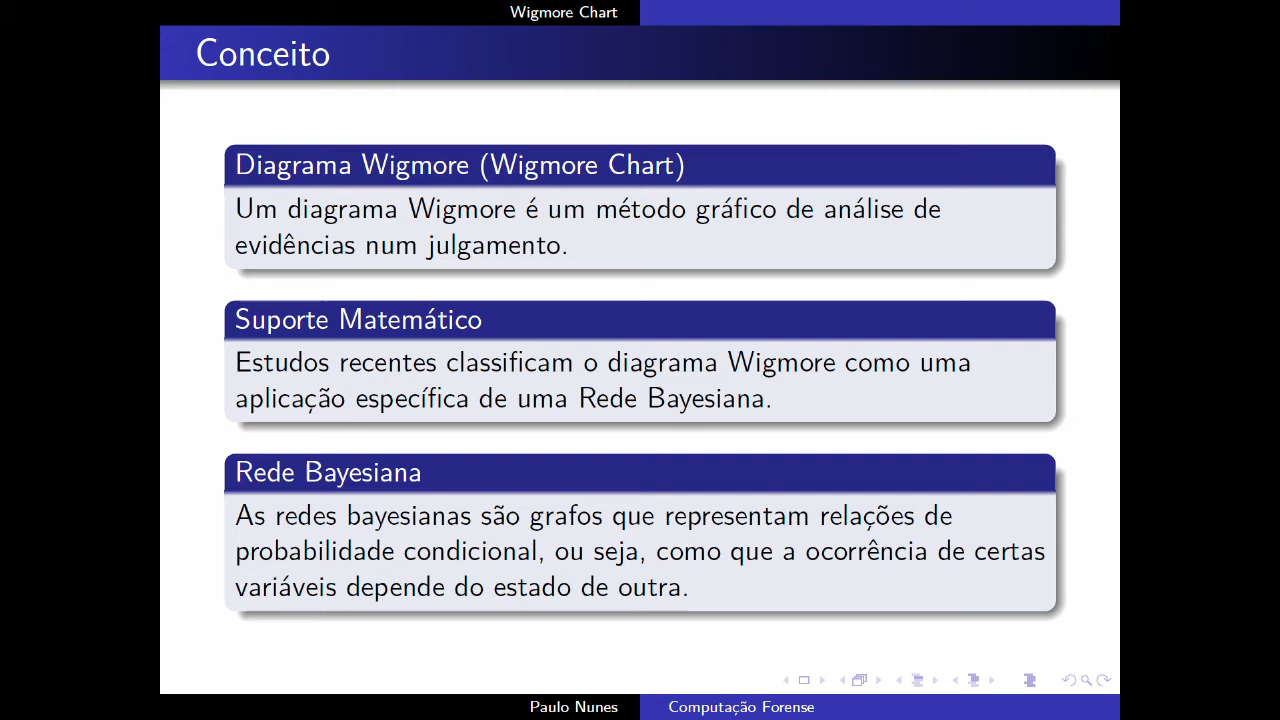 Wigmore Chart
Conceito
Diagrama Wigmore (Wigmore Chart)
Um diagrama Wigmore é um método gráfico de análise de
evidências num julgamento.
Suporte Matemático
Estudos recentes classificam o diagrama Wigmore como uma
aplicação específica de uma Rede Bayesiana.
Rede Bayesiana
As redes bayesianas são grafos que representam relações de
probabilidade condicional, ou seja, como que a ocorrência de certas
variáveis depende do estado de outra.
Paulo Nunes
Computação Forense